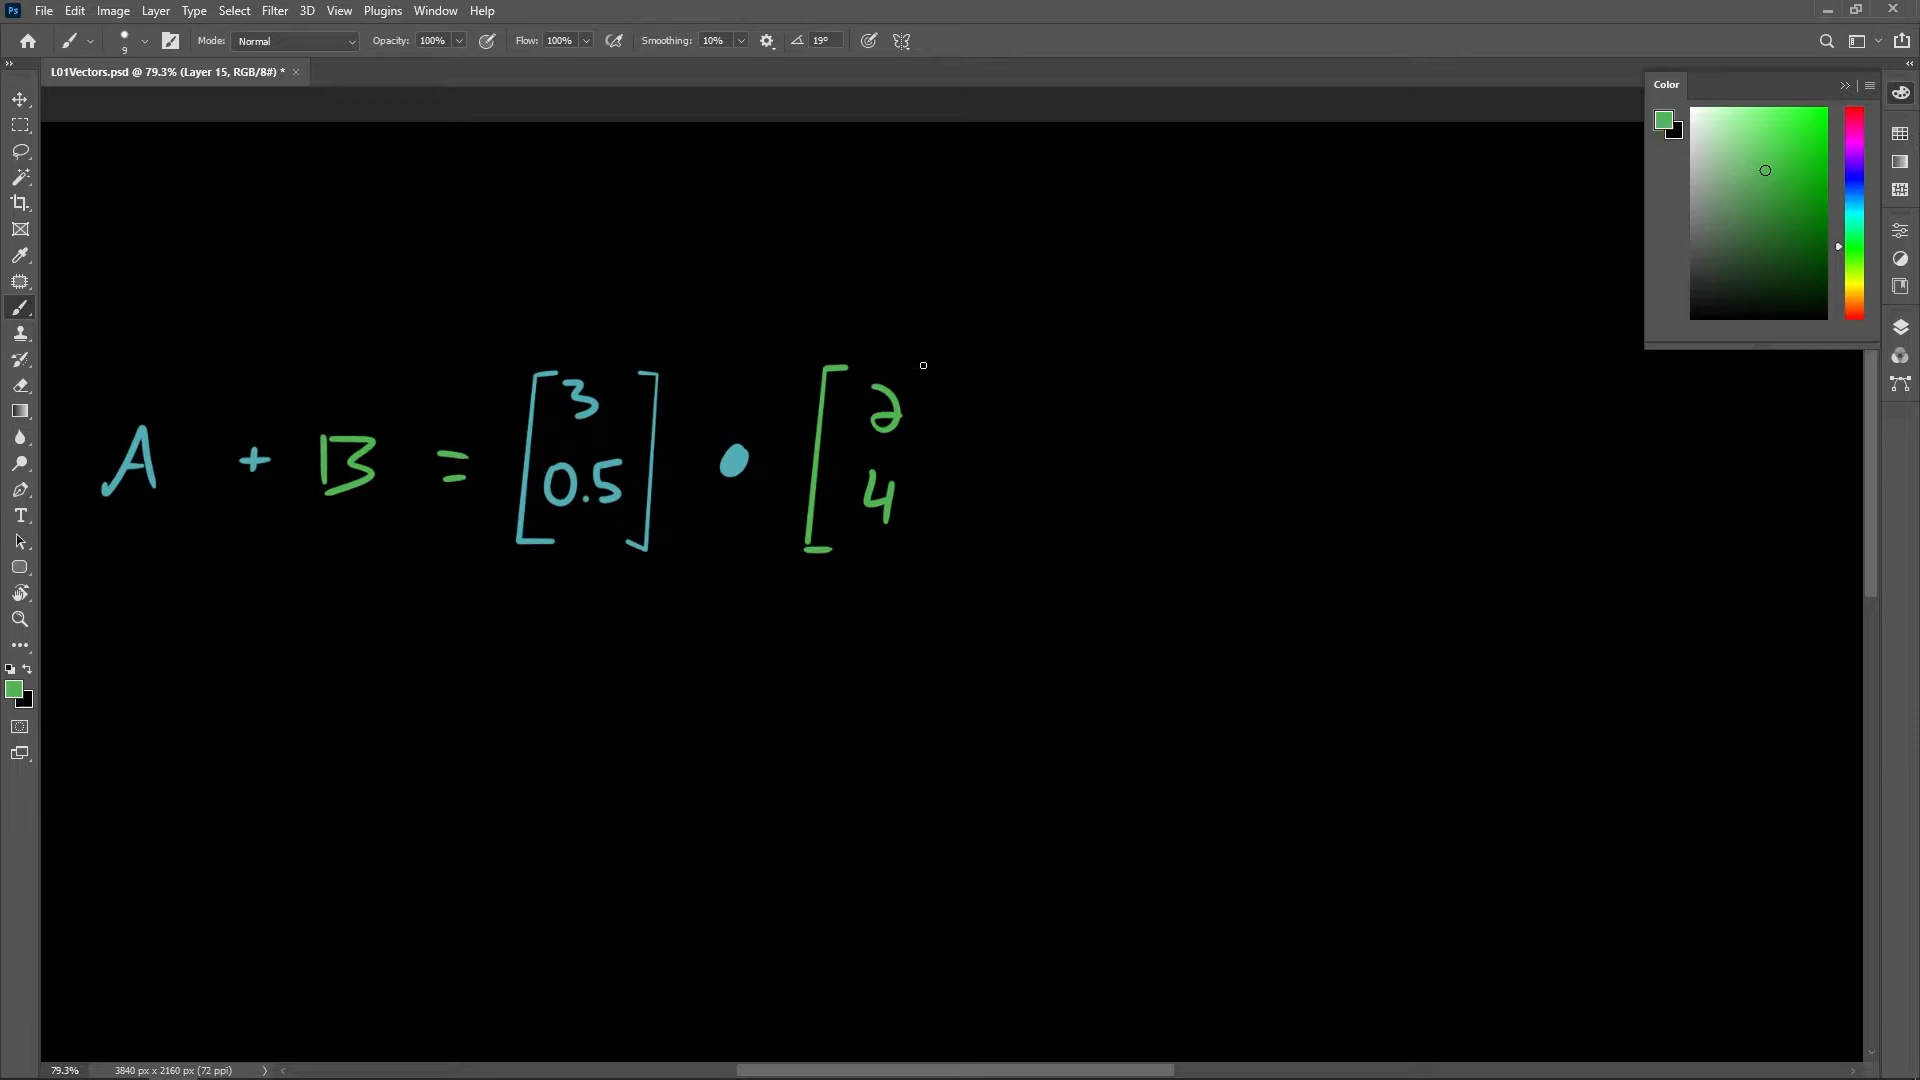 Ps File Edit Image Layer Type Select Filter 3D View Plugins Window Help
9 Mode: Normal Opacity: 100% Flow: 100% Smoothing: 10% 19°
L01Vectors.psd @ 79.3% (Layer 15, RGB/8#) * ×
Color
A + B = [3 0.5] • [2 4
79.3% 3840 px x 2160 px (72 ppi)